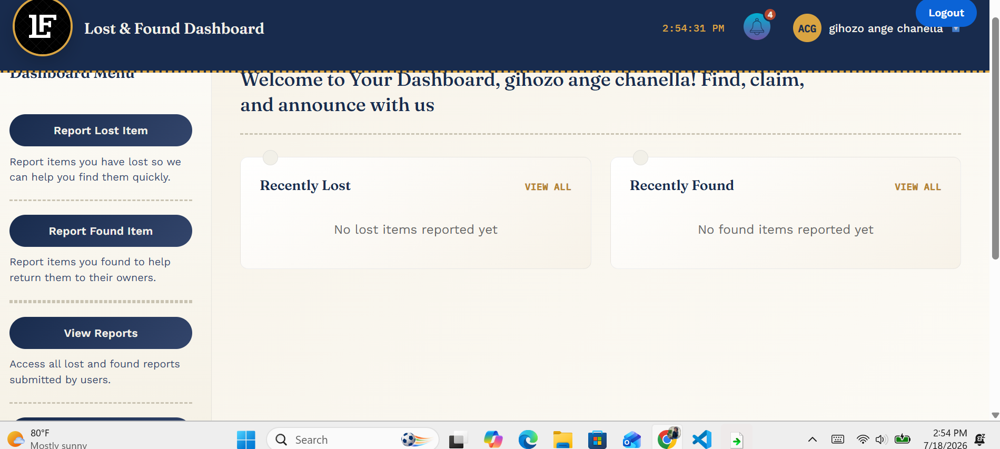 LF
Lost & Found Dashboard
2:54:31 PM
4
ACG
gihozo ange chanella
Logout
Dashboard Menu
Report Lost Item
Report items you have lost so we
can help you find them quickly.
Report Found Item
Report items you found to help
return them to their owners.
View Reports
Access all lost and found reports
submitted by users.
Welcome to Your Dashboard, gihozo ange chanella! Find, claim,
and announce with us
Recently Lost
VIEW ALL
No lost items reported yet
Recently Found
VIEW ALL
No found items reported yet
80°F
Mostly sunny
Search
2:54 PM
7/18/2026